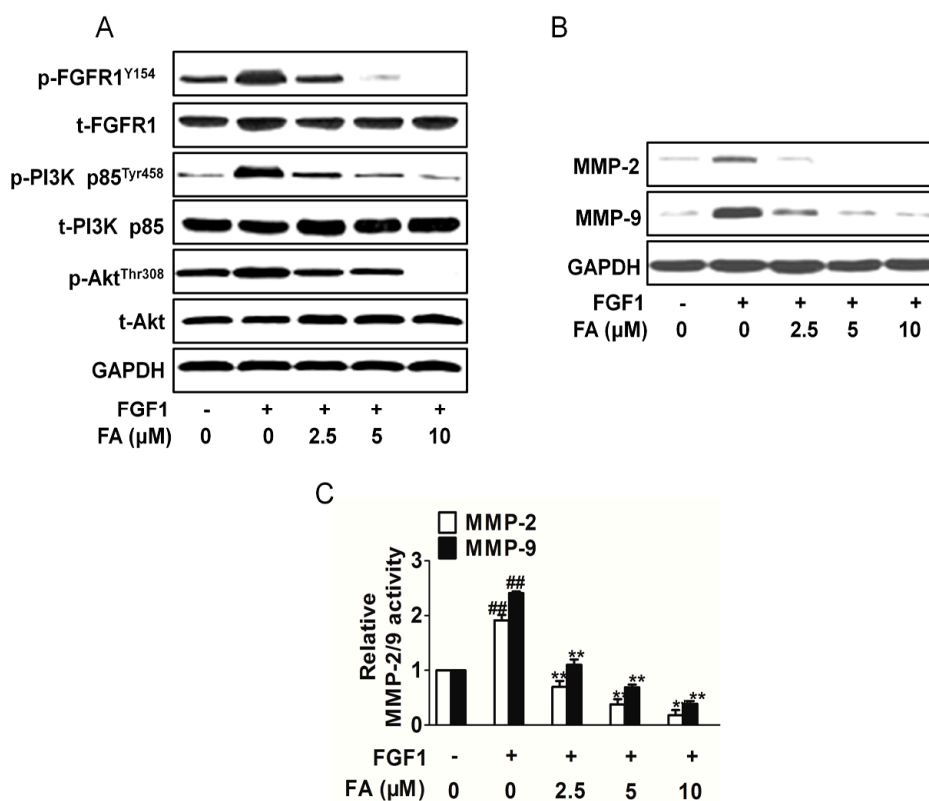 A
p-FGFR1Y154
t-FGFR1
p-PI3K p85Tyr458
t-PI3K p85
p-AktThr308
t-Akt
GAPDH
FGF1 - + + + +
FA (μM) 0 0 2.5 5 10
B
MMP-2
MMP-9
GAPDH
FGF1 - + + + +
FA (μM) 0 0 2.5 5 10
C
MMP-2
MMP-9
Relative
MMP-2/9 activity
3
2
1
0
## ##
** **
** **
** **
FGF1 - + + + +
FA (μM) 0 0 2.5 5 10